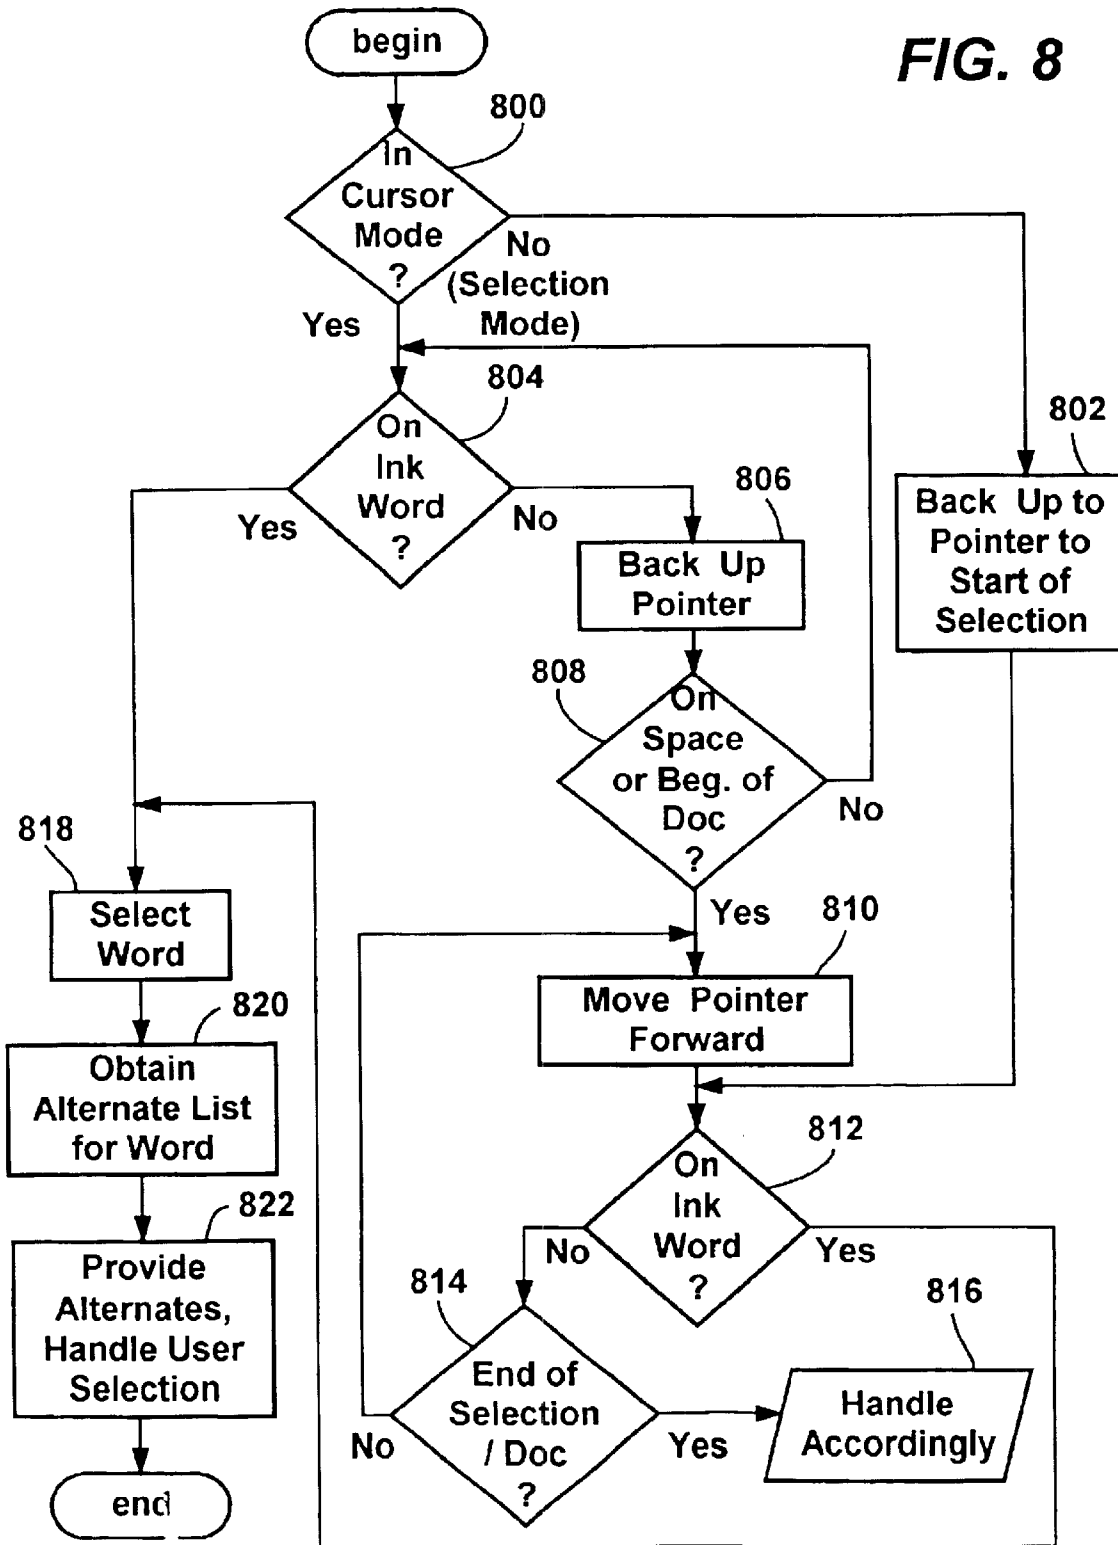 begin
FIG. 8
800
In
Cursor
Mode
?
No
(Selection
Mode)
Yes
804
On
Ink
Word
?
Yes
No
802
Back Up to
Pointer to
Start of
Selection
806
Back Up
Pointer
808
On
Space
or Beg. of
Doc
?
No
Yes
818
Select
Word
810
Move Pointer
Forward
820
Obtain
Alternate List
for Word
812
On
Ink
Word
?
No
Yes
822
Provide
Alternates,
Handle User
Selection
814
End of
Selection
/ Doc
?
No
Yes
816
Handle
Accordingly
end